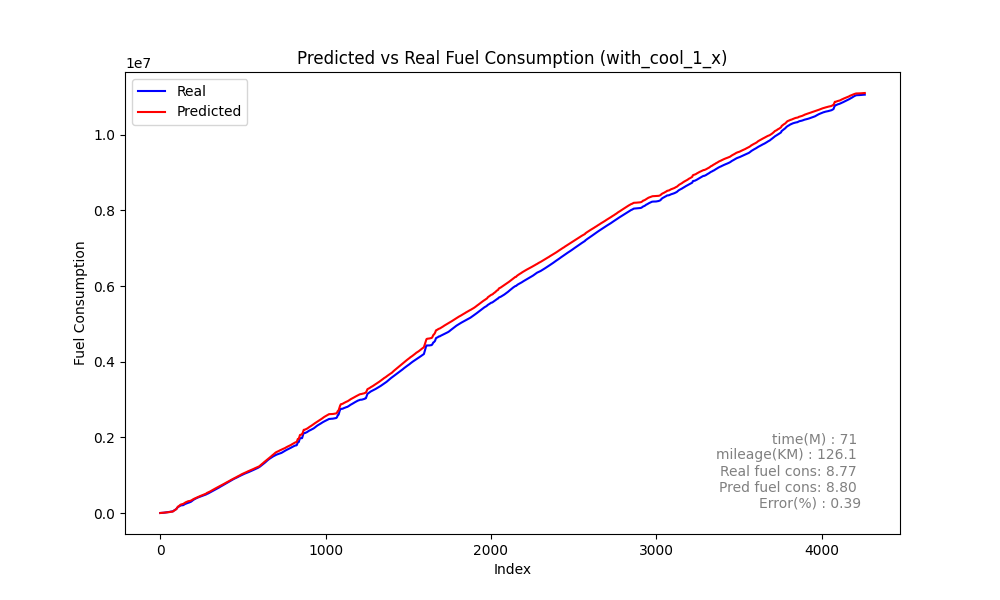 Predicted vs Real Fuel Consumption (with_cool_1_x)
1e7
Real
Predicted
1.0
0.8
0.6
0.4
0.2
0.0
Fuel Consumption
time(M) : 71
mileage(KM) : 126.1
Real fuel cons: 8.77
Pred fuel cons: 8.80
Error(%) : 0.39
0 1000 2000 3000 4000
Index